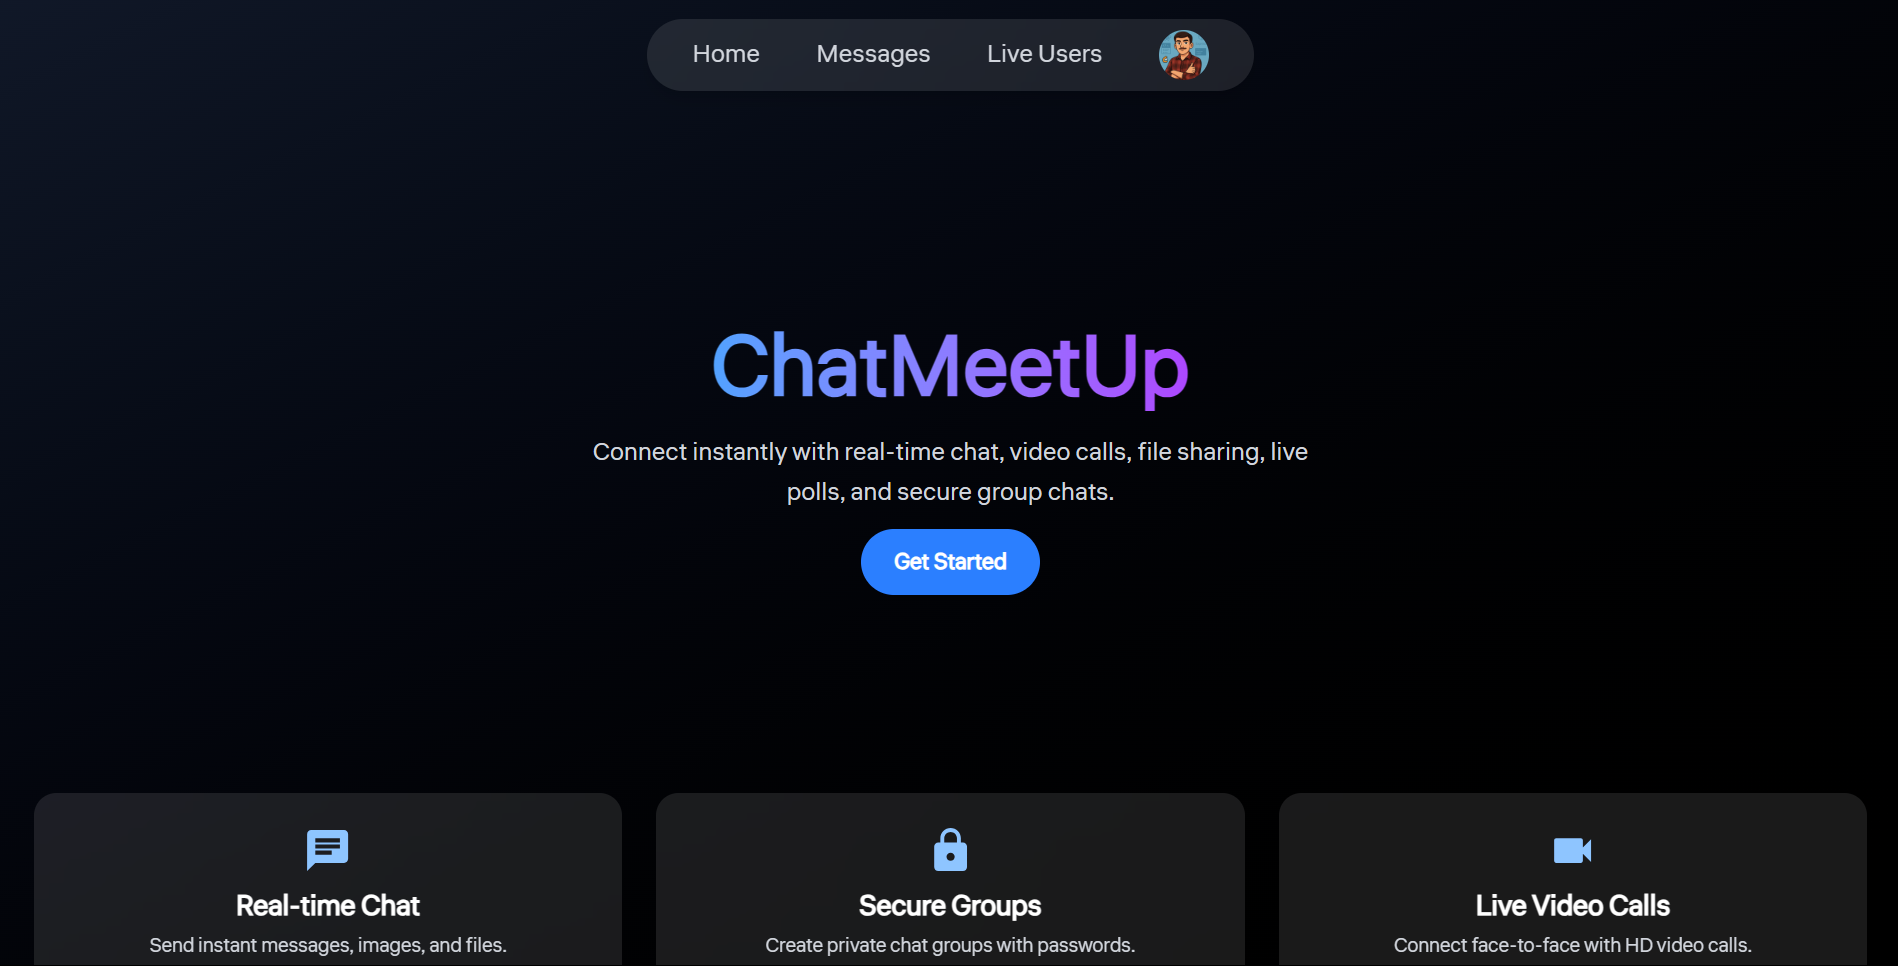 Home Messages Live Users
ChatMeetUp
Connect instantly with real-time chat, video calls, file sharing, live
polls, and secure group chats.
Get Started
Real-time Chat
Send instant messages, images, and files.
Secure Groups
Create private chat groups with passwords.
Live Video Calls
Connect face-to-face with HD video calls.